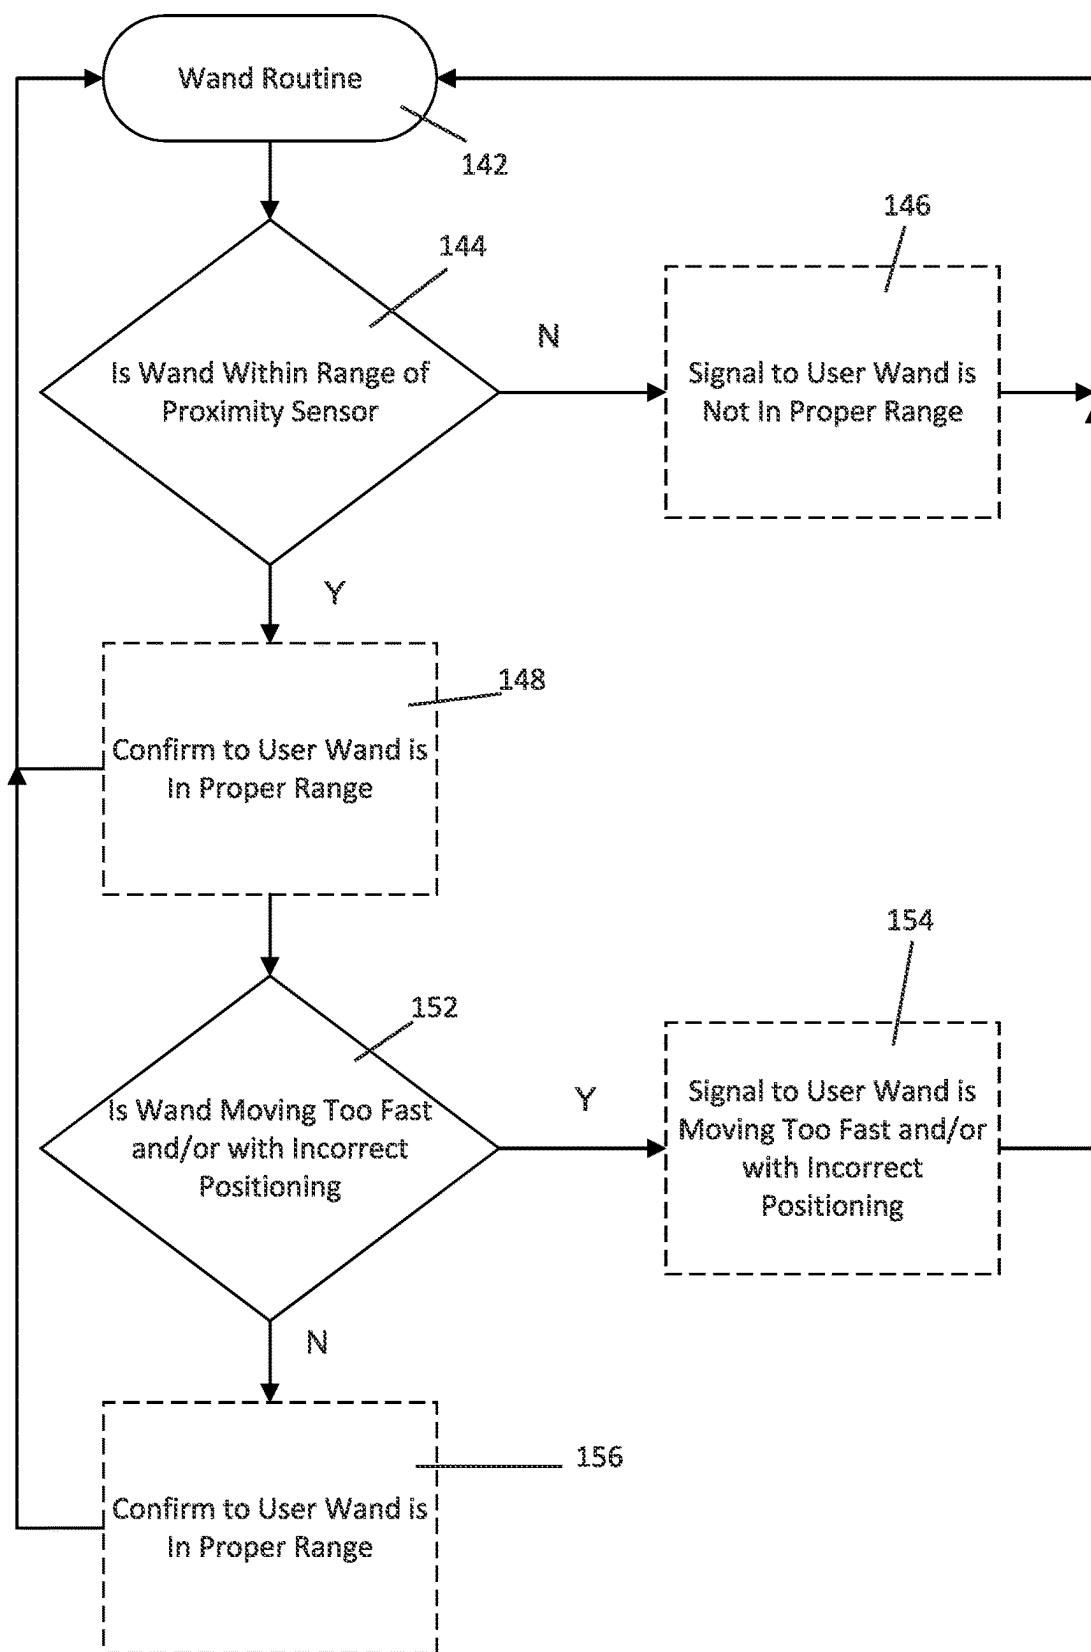 Wand Routine
142
144
146
Is Wand Within Range of
Proximity Sensor
N
Signal to User Wand is
Not In Proper Range
Y
148
Confirm to User Wand is
In Proper Range
152
154
Is Wand Moving Too Fast
and/or with Incorrect
Positioning
Y
Signal to User Wand is
Moving Too Fast and/or
with Incorrect
Positioning
N
156
Confirm to User Wand is
In Proper Range